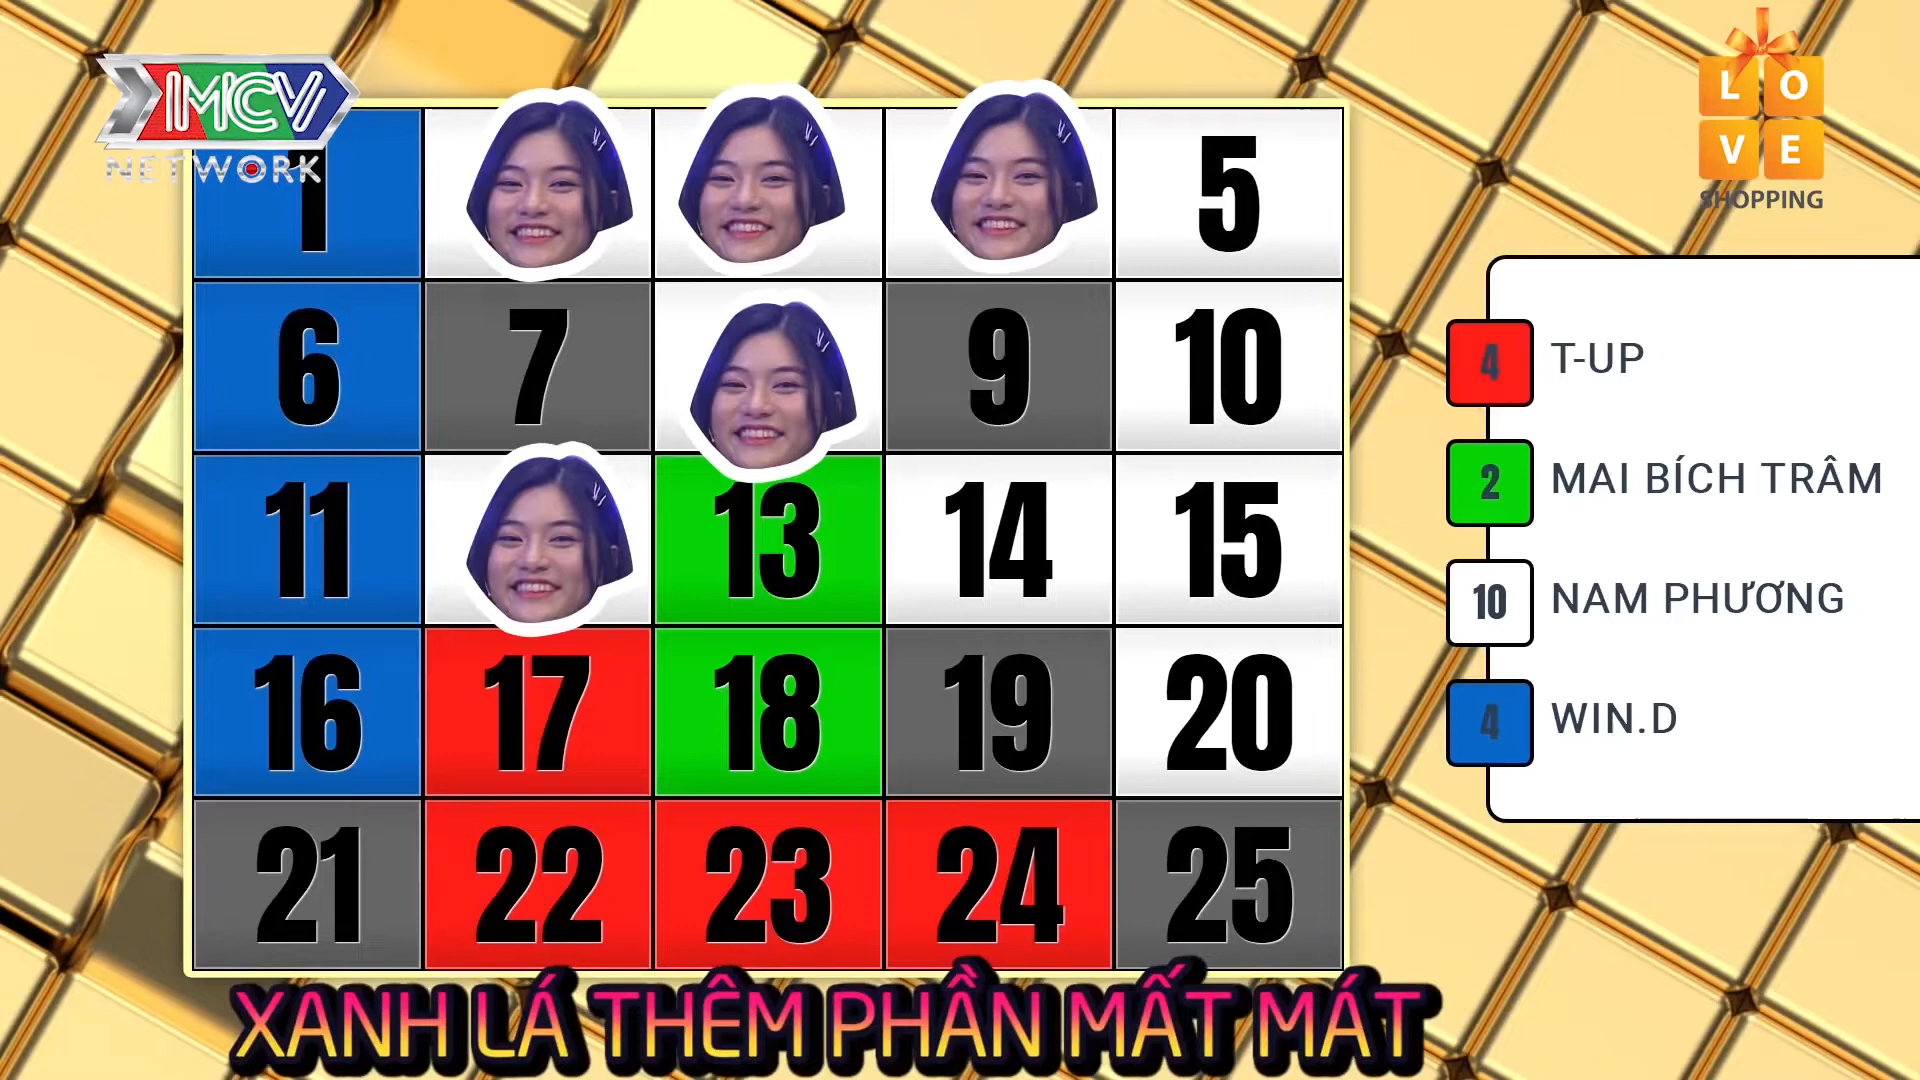 MCV
NETWORK
LOVE
SHOPPING
1 5
6 7 9 10
11 13 14 15
16 17 18 19 20
21 22 23 24 25
4 T-UP
2 MAI BÍCH TRÂM
10 NAM PHƯƠNG
4 WIN.D
XANH LÁ THÊM PHẦN MẤT MÁT